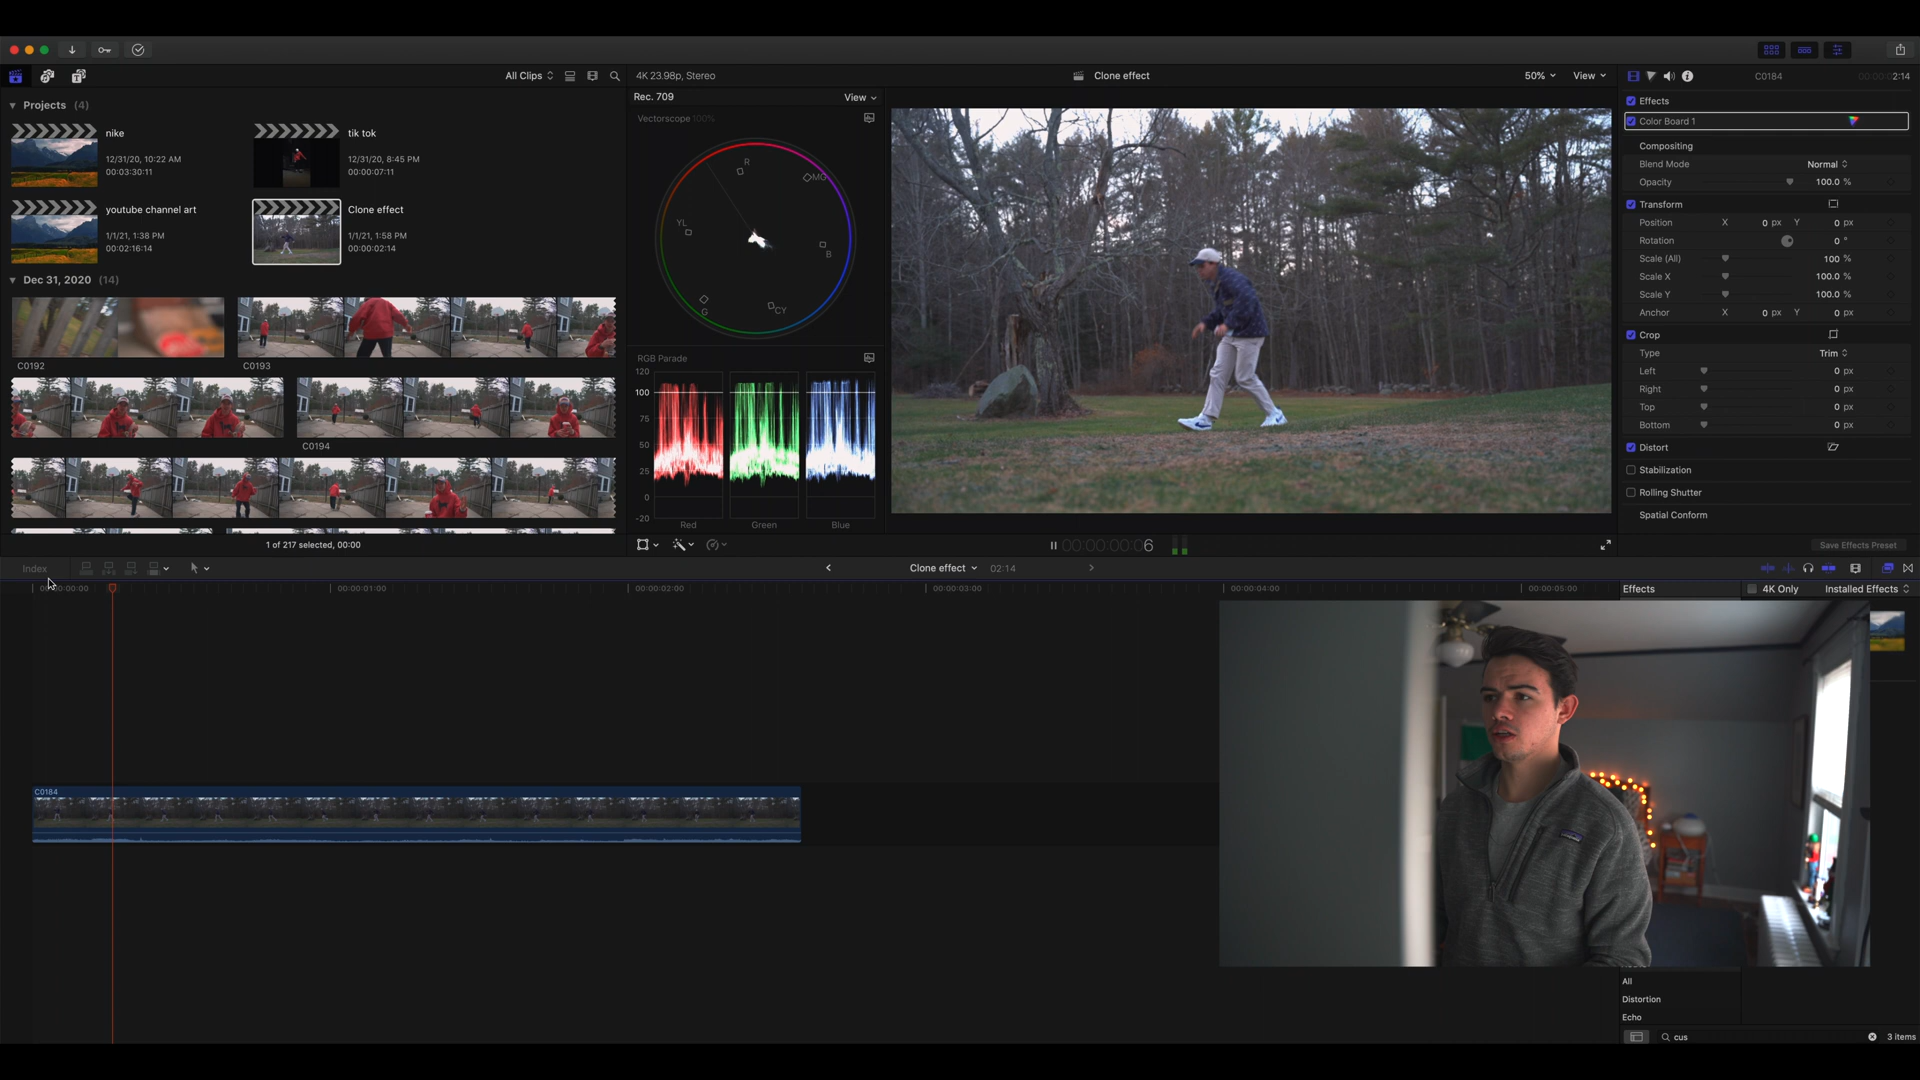 All Clips
4K 23.98p, Stereo
Clone effect
50%
View
C0184
2:14
Projects (4)
nike
12/31/20, 10:22 AM
00:03:30:11
tik tok
12/31/20, 8:45 PM
00:00:07:11
youtube channel art
1/1/21, 1:38 PM
00:02:16:14
Clone effect
1/1/21, 1:58 PM
00:00:02:14
Dec 31, 2020 (14)
C0192
C0193
C0194
1 of 217 selected, 00:00
Rec. 709
View
Vectorscope 100%
R
MG
YL
B
G
CY
RGB Parade
120
100
75
50
25
0
-20
Red
Green
Blue
00:00:00:06
Effects
Color Board 1
Compositing
Blend Mode
Normal
Opacity
100.0 %
Transform
Position
X
0 px
Y
0 px
Rotation
0 °
Scale (All)
100 %
Scale X
100.0 %
Scale Y
100.0 %
Anchor
X
0 px
Y
0 px
Crop
Type
Trim
Left
0 px
Right
0 px
Top
0 px
Bottom
0 px
Distort
Stabilization
Rolling Shutter
Spatial Conform
Save Effects Preset
Index
Clone effect
02:14
00:00:01:00
00:00:02:00
00:00:03:00
00:00:04:00
00:00:05:00
Effects
4K Only
Installed Effects
C0184
All
Distortion
Echo
cus
3 items